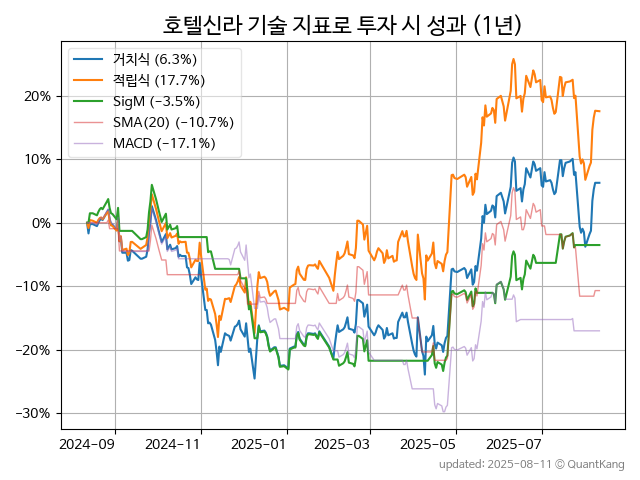 호텔신라 기술 지표로 투자 시 성과 (1년)
거치식 (6.3%)
적립식 (17.7%)
SigM (−3.5%)
SMA(20) (−10.7%)
MACD (−17.1%)
20%
10%
0%
−10%
−20%
−30%
2024-09 2024-11 2025-01 2025-03 2025-05 2025-07
updated: 2025-08-11 © QuantKang